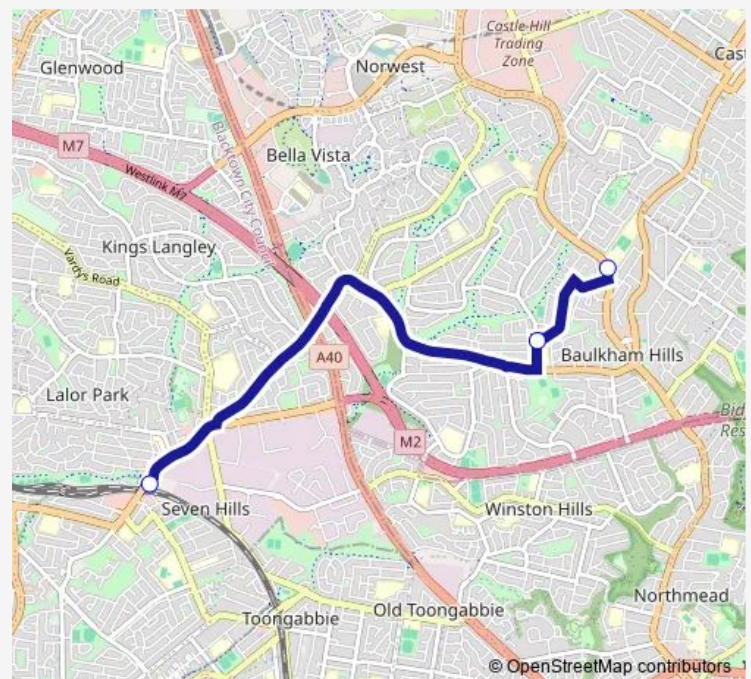 Castle-Hill
Trading
Zone
Glenwood
Norwest
M7
Bella Vista
Westlink M7
Blacktown City Council
Kings Langley
Vardys Road
A40
Baulkham Hills
Lalor Park
M2
Seven Hills
Winston Hills
Northmead
Toongabbie
Old Toongabbie
© OpenStreetMap contributors